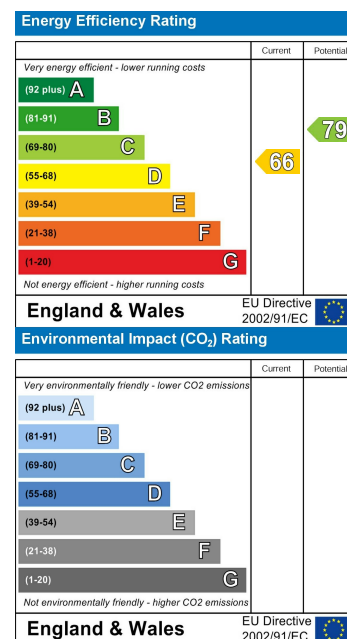 Energy Efficiency Rating
Current Potential
Very energy efficient - lower running costs
(92 plus) A
(81-91) B
(69-80) C
(55-68) D
(39-54) E
(21-38) F
(1-20) G
66
79
Not energy efficient - higher running costs
England & Wales
EU Directive
2002/91/EC
Environmental Impact (CO₂) Rating
Current Potential
Very environmentally friendly - lower CO2 emissions
(92 plus) A
(81-91) B
(69-80) C
(55-68) D
(39-54) E
(21-38) F
(1-20) G
Not environmentally friendly - higher CO2 emissions
England & Wales
EU Directive
2002/91/EC